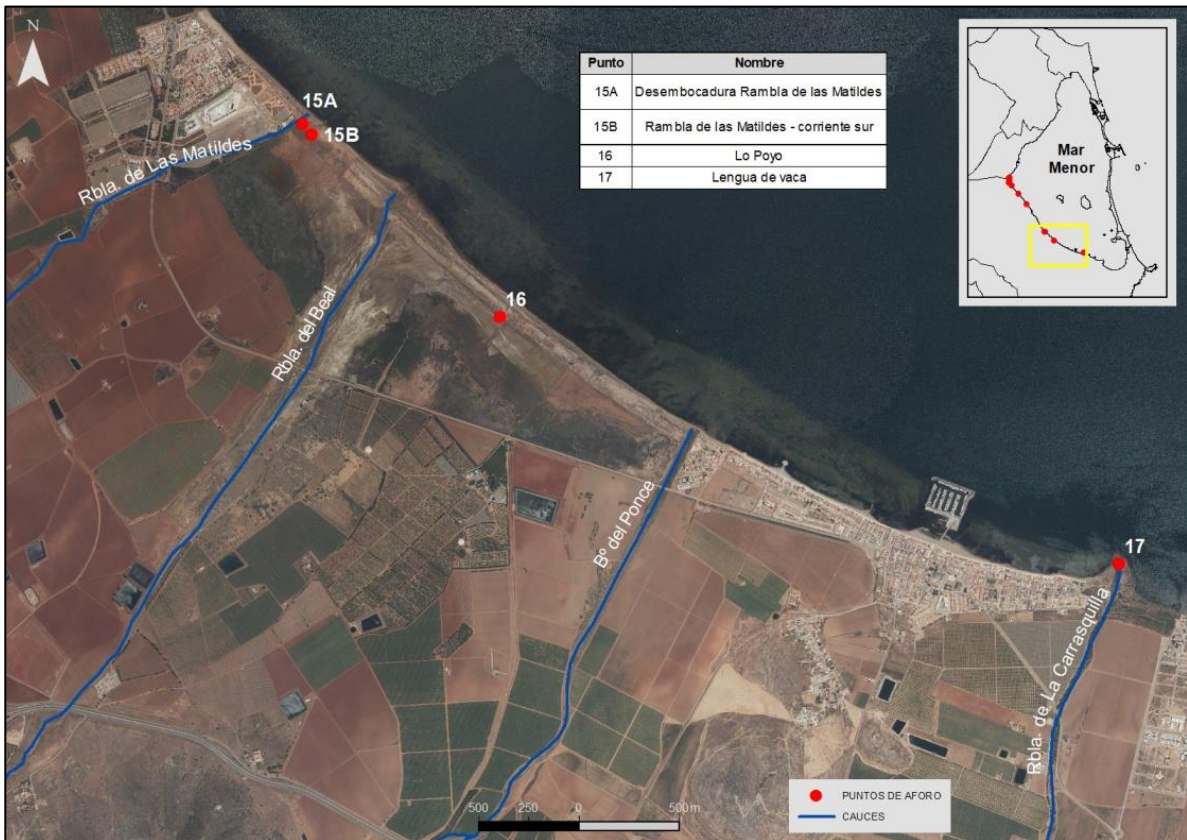 N
15A
15B
Rbla. de Las Matildes
Punto Nombre
15A Desembocadura Rambla de las Matildes
15B Rambla de las Matildes - corriente sur
16 Lo Poyo
17 Lengua de vaca
Mar
Menor
Rbla. del Beal
16
Bº del Ponce
17
Rbla. de La Carrasquilla
PUNTOS DE AFORO
CAUCES
500 250 0 500m